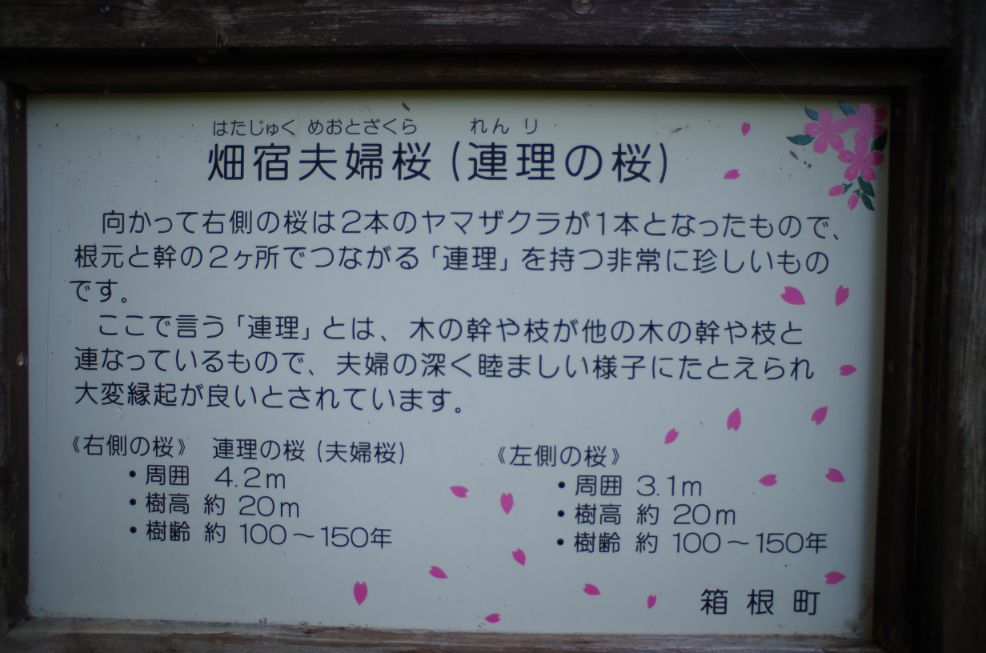 はたじゅく めおとざくら れんり
畑宿夫婦桜(連理の桜)
向かって右側の桜は2本のヤマザクラが1本となったもので、
根元と幹の2ヶ所でつながる「連理」を持つ非常に珍しいもの
です。
ここで言う「連理」とは、木の幹や枝が他の木の幹や枝と
連なっているもので、夫婦の深く睦ましい様子にたとえられ
大変縁起が良いとされています。
《右側の桜》 連理の桜(夫婦桜)
・周囲 4.2m
・樹高 約 20m
・樹齢 約 100～150年
《左側の桜》
・周囲 3.1m
・樹高 約 20m
・樹齢 約 100～150年
箱根町